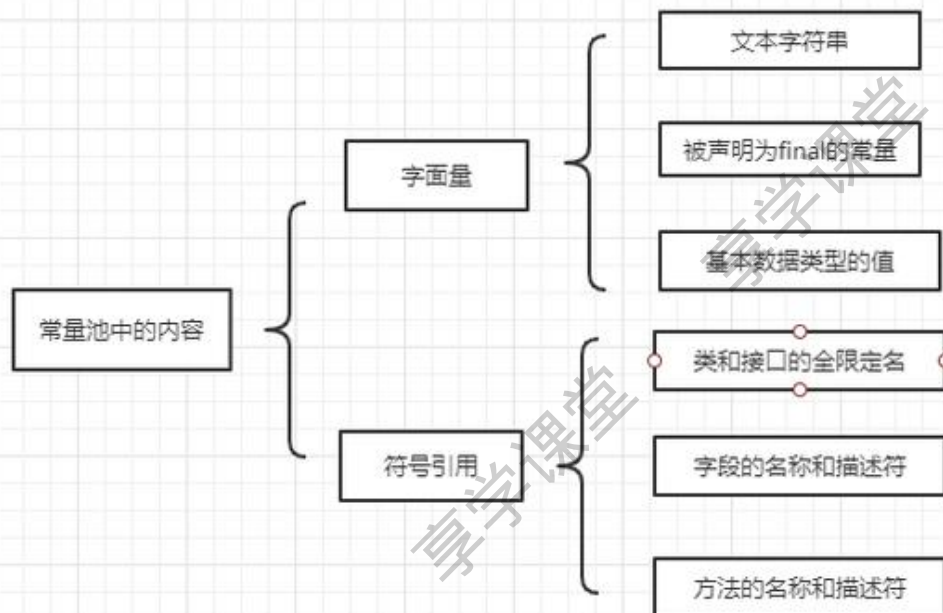 文本字符串
被声明为final的常量
字面量
基本数据类型的值
常量池中的内容
类和接口的全限定名
符号引用
字段的名称和描述符
方法的名称和描述符
享学课堂
享学课堂